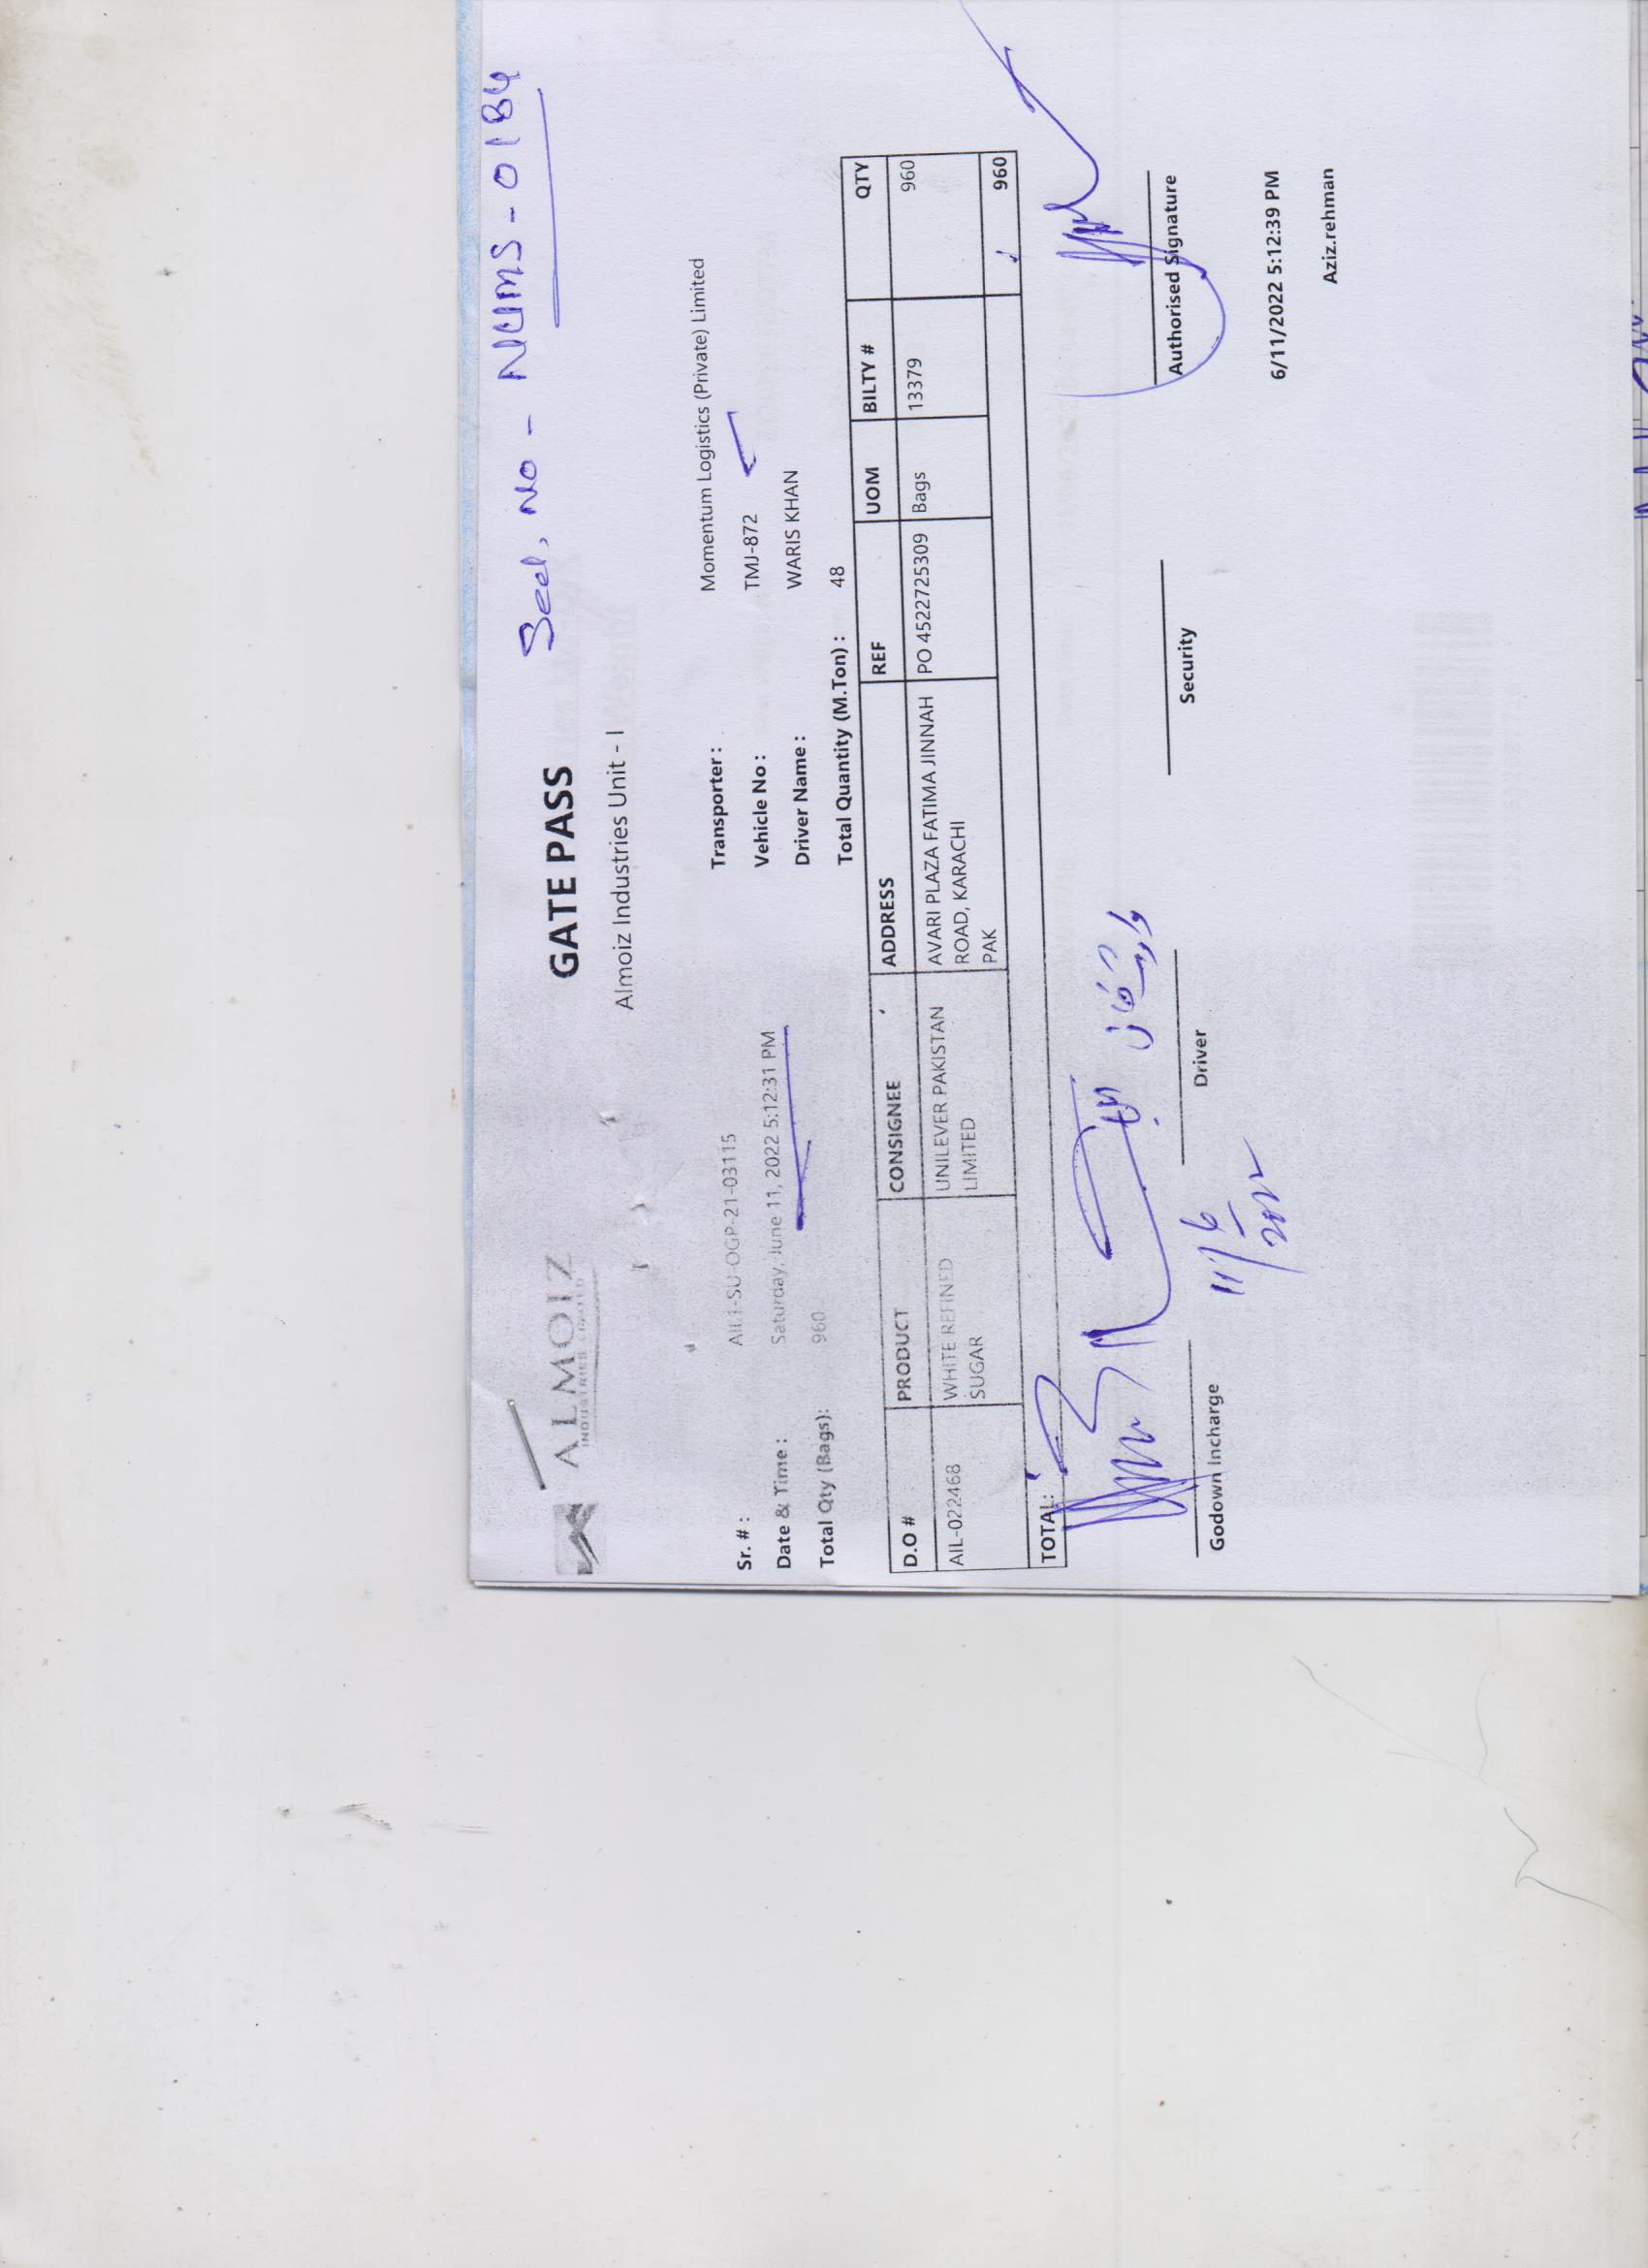 Seel, No - NUMS - 0184
ALMOIZ
INDUSTRIES LIMITED
GATE PASS
Almoiz Industries Unit - I
Sr. # : AIL1-SU-OGP-21-03115
Transporter : Momentum Logistics (Private) Limited
Date & Time : Saturday, June 11, 2022 5:12:31 PM
Vehicle No : TMJ-872
Total Qty (Bags): 960
Driver Name : WARIS KHAN
Total Quantity (M.Ton) : 48
D.O # PRODUCT CONSIGNEE ADDRESS REF UOM BILTY # QTY
AIL-022468 WHITE REFINED UNILEVER PAKISTAN AVARI PLAZA FATIMA JINNAH PO 4522725309 Bags 13379 960
SUGAR LIMITED ROAD, KARACHI
PAK
TOTAL: 960
وارث خان
Godown Incharge Driver Security Authorised Signature
11/6
2022
6/11/2022 5:12:39 PM
Aziz.rehman